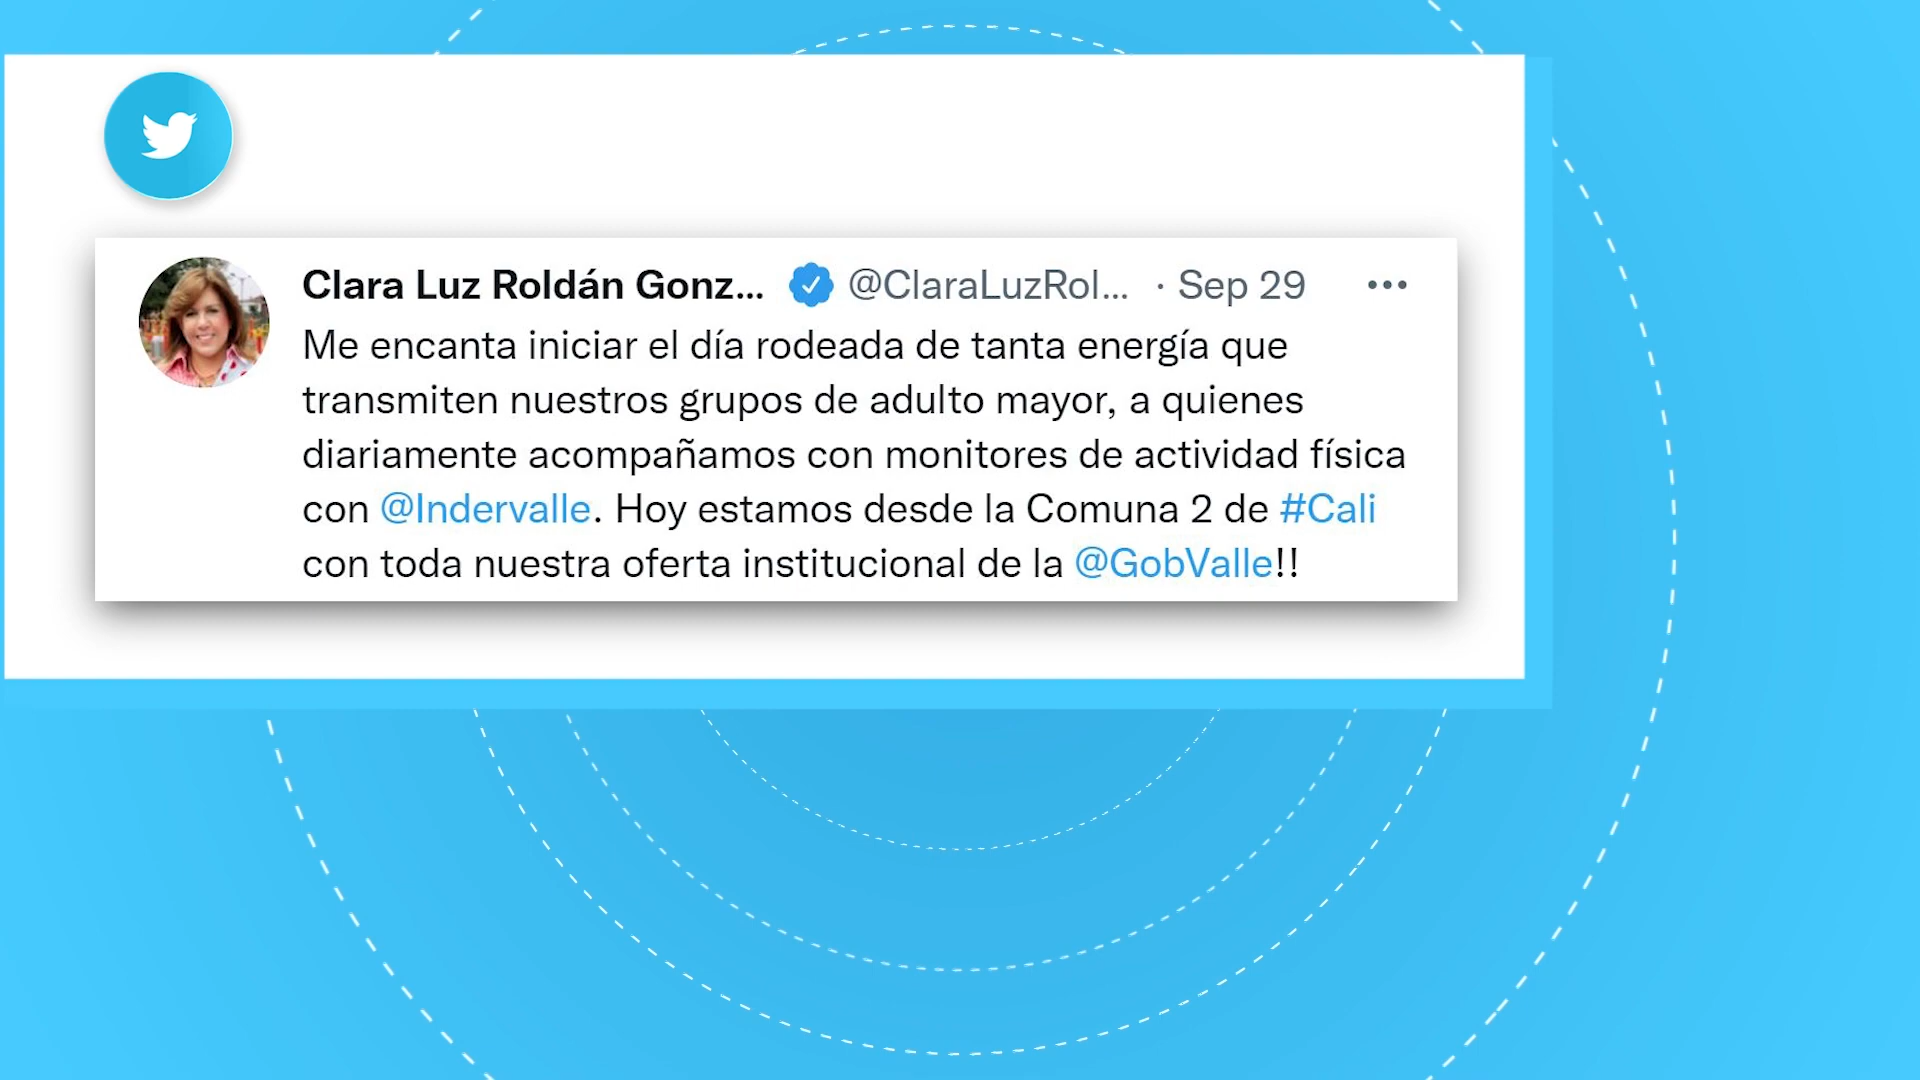 Clara Luz Roldán Gonz... @ClaraLuzRol... · Sep 29
Me encanta iniciar el día rodeada de tanta energía que
transmiten nuestros grupos de adulto mayor, a quienes
diariamente acompañamos con monitores de actividad física
con @Indervalle. Hoy estamos desde la Comuna 2 de #Cali
con toda nuestra oferta institucional de la @GobValle!!